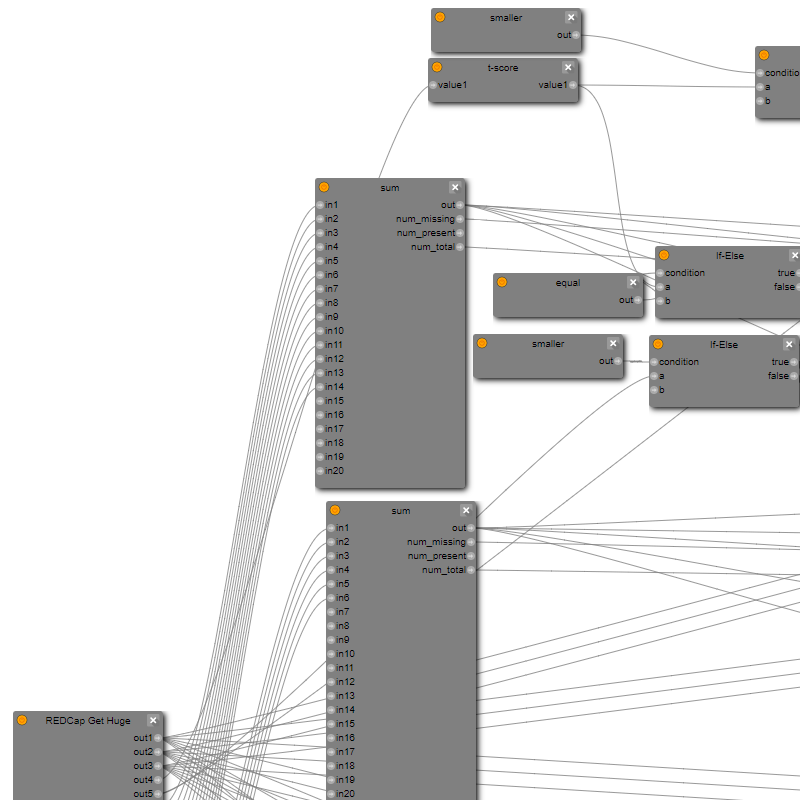 smaller
out
t-score
value1 value1
conditio
a
b
sum
in1 out
in2 num_missing
in3 num_present
in4 num_total
in5
in6
in7
in8
in9
in10
in11
in12
in13
in14
in15
in16
in17
in18
in19
in20
If-Else
condition true
a false
b
equal
out
smaller
out
If-Else
condition true
a false
b
sum
in1 out
in2 num_missing
in3 num_present
in4 num_total
in5
in6
in7
in8
in9
in10
in11
in12
in13
in14
in15
in16
in17
in18
in19
in20
REDCap Get Huge
out1
out2
out3
out4
out5